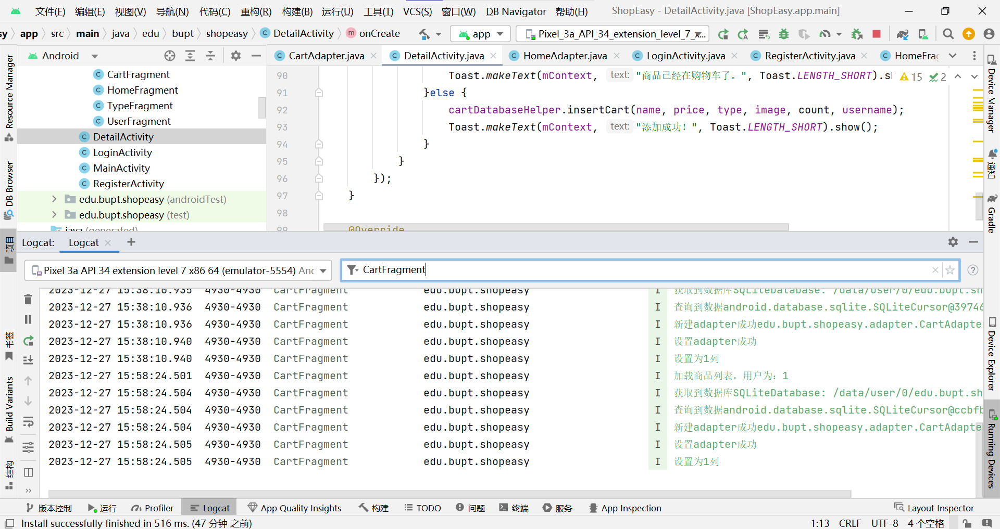 文件(F) 编辑(E) 视图(V) 导航(N) 代码(C) 重构(R) 构建(B) 运行(U) 工具(T) VCS(S) 窗口(W) DB Navigator 帮助(H) ShopEasy - DetailActivity.java [ShopEasy.app.main]
sy app src main java edu bupt shopeasy DetailActivity onCreate app Pixel_3a_API_34_extension_level_7_x...
Android
CartAdapter.java DetailActivity.java HomeAdapter.java LoginActivity.java RegisterActivity.java HomeFrag
CartFragment
HomeFragment
TypeFragment
UserFragment
DetailActivity
LoginActivity
MainActivity
RegisterActivity
edu.bupt.shopeasy (androidTest)
edu.bupt.shopeasy (test)
java (generated)
90 Toast.makeText(mContext, text: "商品已经在购物车了。", Toast.LENGTH_SHORT).sh 15 2
91 }else {
92 cartDatabaseHelper.insertCart(name, price, type, image, count, username);
93 Toast.makeText(mContext, text: "添加成功！", Toast.LENGTH_SHORT).show();
94 }
95 }
96 });
97 }
98
99 @Override
Resource Manager
DB Browser
项目
书签
Build Variants
结构
Device Manager
通知
Gradle
Device Explorer
Running Devices
Logcat: Logcat
Pixel 3a API 34 extension level 7 x86 64 (emulator-5554) Anc
CartFragment
2023-12-27 15:38:10.935 4930-4930 CartFragment edu.bupt.shopeasy I 获取到数据库SQLiteDatabase: /data/user/0/edu.bupt.sh
2023-12-27 15:38:10.936 4930-4930 CartFragment edu.bupt.shopeasy I 查询到数据android.database.sqlite.SQLiteCursor@39746
2023-12-27 15:38:10.936 4930-4930 CartFragment edu.bupt.shopeasy I 新建adapter成功edu.bupt.shopeasy.adapter.CartAdapte
2023-12-27 15:38:10.940 4930-4930 CartFragment edu.bupt.shopeasy I 设置adapter成功
2023-12-27 15:38:10.940 4930-4930 CartFragment edu.bupt.shopeasy I 设置为1列
2023-12-27 15:58:24.501 4930-4930 CartFragment edu.bupt.shopeasy I 加载商品列表，用户为：1
2023-12-27 15:58:24.504 4930-4930 CartFragment edu.bupt.shopeasy I 获取到数据库SQLiteDatabase: /data/user/0/edu.bupt.sh
2023-12-27 15:58:24.504 4930-4930 CartFragment edu.bupt.shopeasy I 查询到数据android.database.sqlite.SQLiteCursor@ccbfb
2023-12-27 15:58:24.504 4930-4930 CartFragment edu.bupt.shopeasy I 新建adapter成功edu.bupt.shopeasy.adapter.CartAdapte
2023-12-27 15:58:24.505 4930-4930 CartFragment edu.bupt.shopeasy I 设置adapter成功
2023-12-27 15:58:24.505 4930-4930 CartFragment edu.bupt.shopeasy I 设置为1列
版本控制 运行 Profiler Logcat App Quality Insights 构建 TODO 问题 终端 服务 App Inspection Layout Inspector
Install successfully finished in 516 ms. (47 分钟 之前) 1:13 CRLF UTF-8 4 个空格